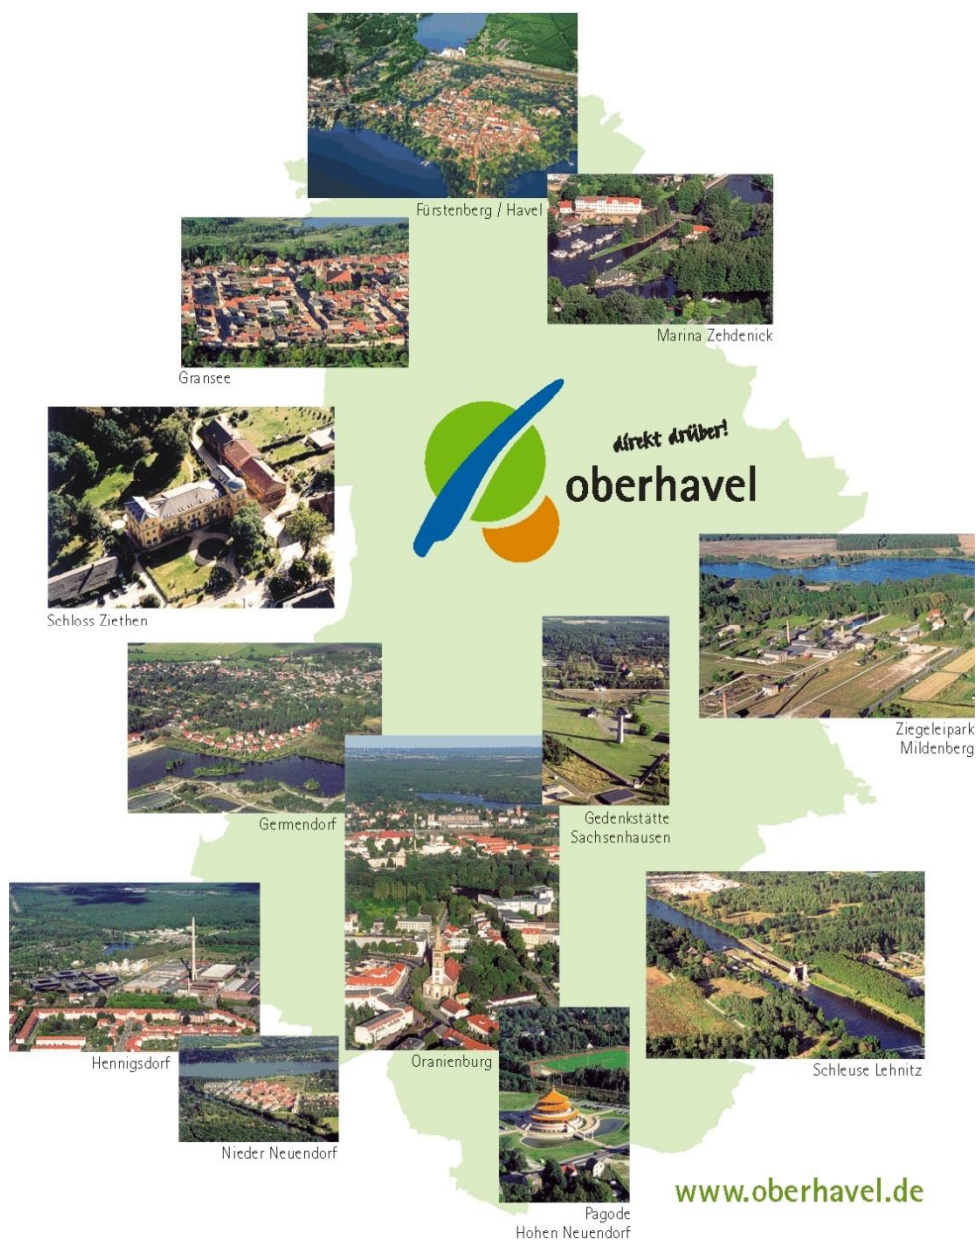 Fürstenberg / Havel
Marina Zehdenick
Gransee
direkt drüber!
oberhavel
Schloss Ziethen
Ziegeleipark
Mildenberg
Germendorf
Gedenkstätte
Sachsenhausen
Hennigsdorf
Oranienburg
Schleuse Lehnitz
Nieder Neuendorf
www.oberhavel.de
Pagode
Hohen Neuendorf